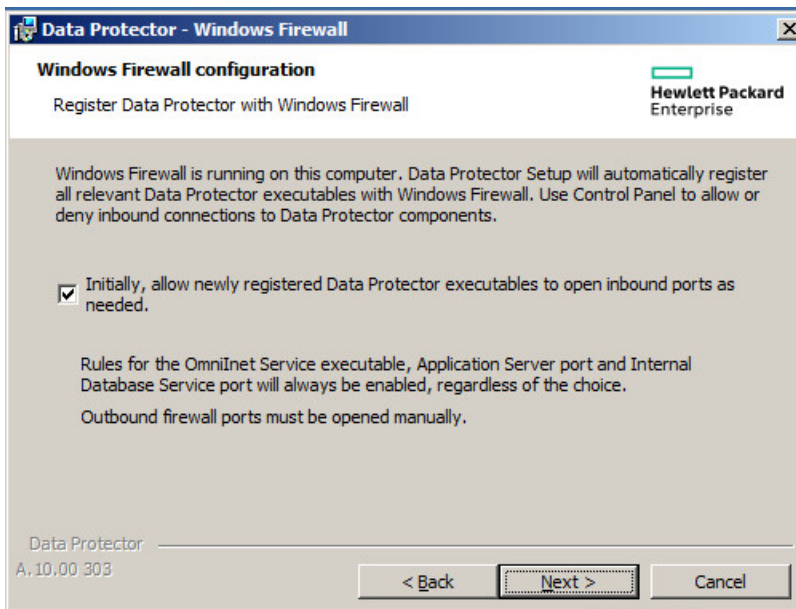 Data Protector - Windows Firewall
Windows Firewall configuration
Register Data Protector with Windows Firewall
Hewlett Packard
Enterprise
Windows Firewall is running on this computer. Data Protector Setup will automatically register
all relevant Data Protector executables with Windows Firewall. Use Control Panel to allow or
deny inbound connections to Data Protector components.
Initially, allow newly registered Data Protector executables to open inbound ports as
needed.
Rules for the OmniInet Service executable, Application Server port and Internal
Database Service port will always be enabled, regardless of the choice.
Outbound firewall ports must be opened manually.
Data Protector
A.10.00 303
< Back
Next >
Cancel